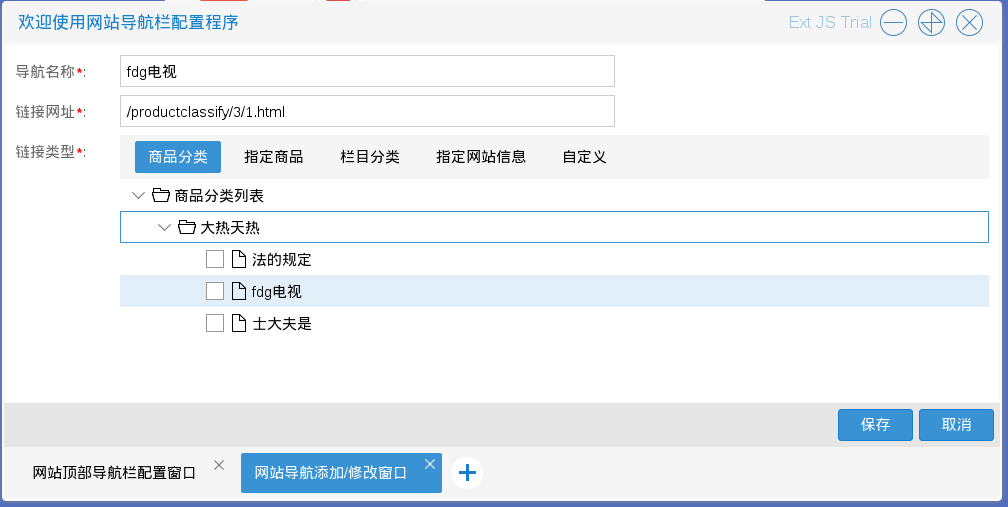 欢迎使用网站导航栏配置程序
Ext JS Trial
导航名称*: fdg电视
链接网址*: /productclassify/3/1.html
链接类型*: 商品分类 指定商品 栏目分类 指定网站信息 自定义
商品分类列表
大热天热
法的规定
fdg电视
士大夫是
保存 取消
网站顶部导航栏配置窗口 网站导航添加/修改窗口